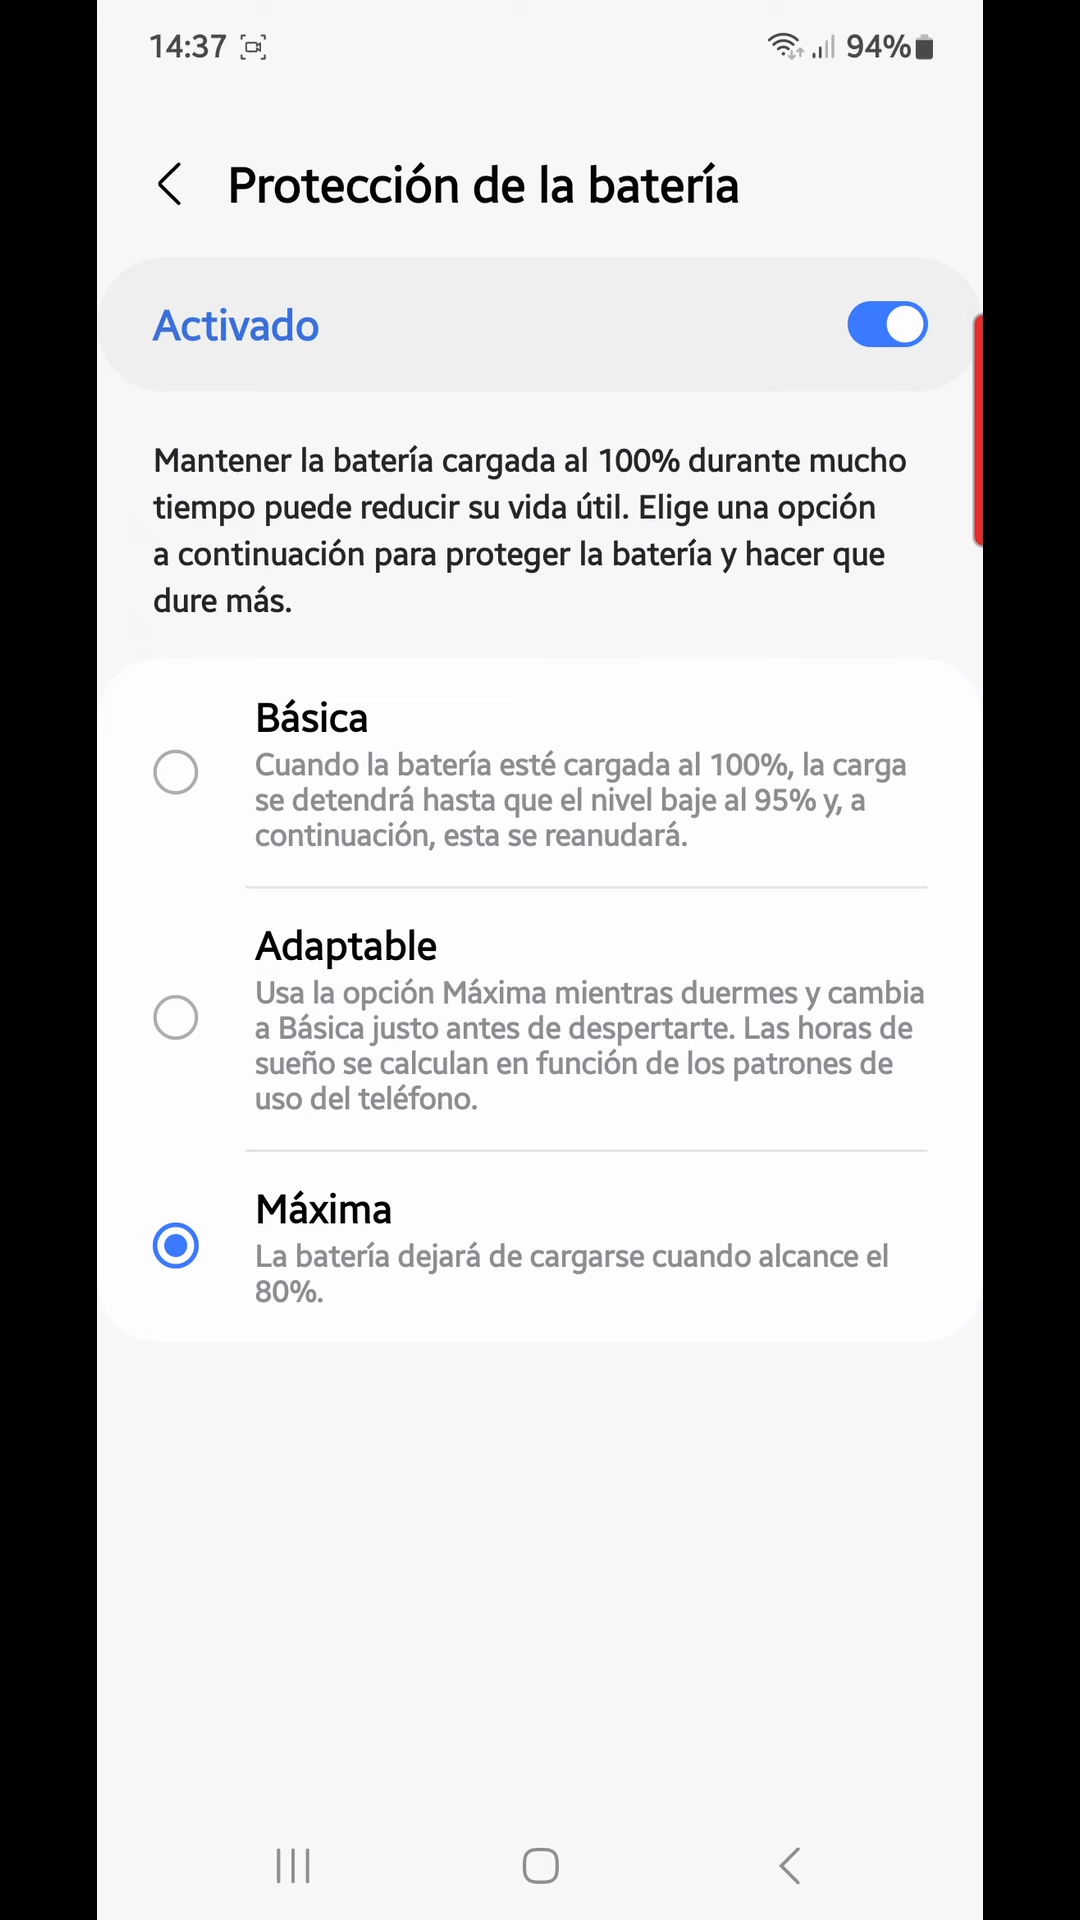 14:37 94%
Protección de la batería
Activado
Mantener la batería cargada al 100% durante mucho
tiempo puede reducir su vida útil. Elige una opción
a continuación para proteger la batería y hacer que
dure más.
Básica
Cuando la batería esté cargada al 100%, la carga
se detendrá hasta que el nivel baje al 95% y, a
continuación, esta se reanudará.
Adaptable
Usa la opción Máxima mientras duermes y cambia
a Básica justo antes de despertarte. Las horas de
sueño se calculan en función de los patrones de
uso del teléfono.
Máxima
La batería dejará de cargarse cuando alcance el
80%.